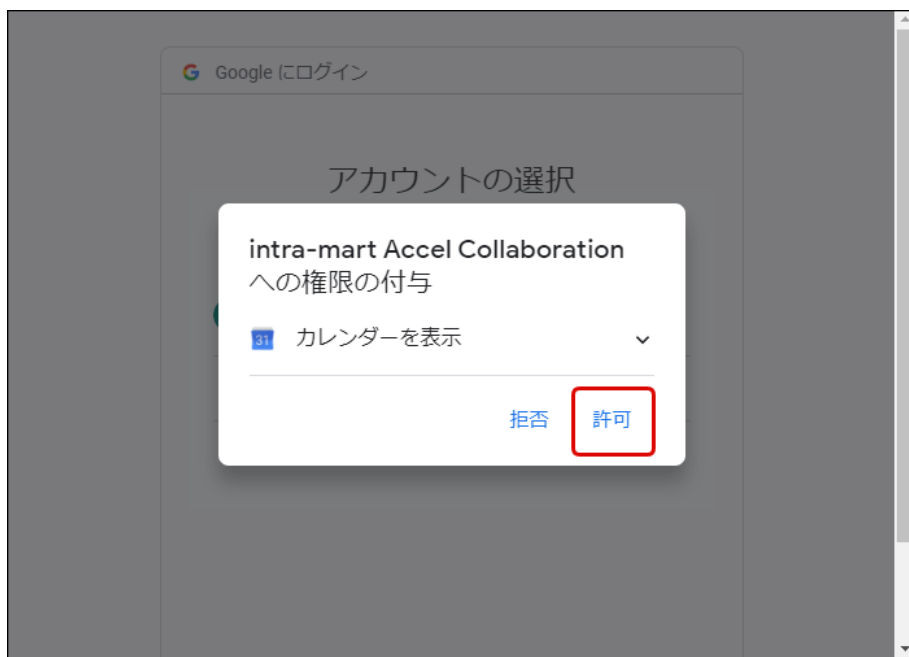 Google にログイン
アカウントの選択
intra-mart Accel Collaboration
への権限の付与
31 カレンダーを表示
拒否 許可